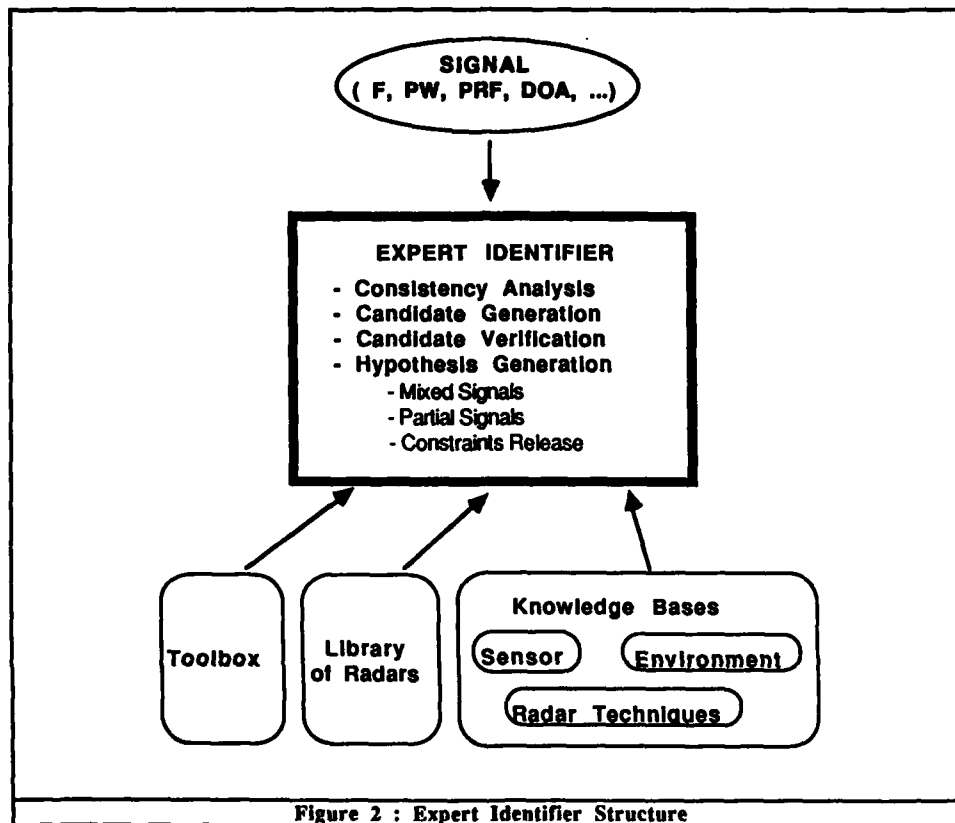 SIGNAL
( F, PW, PRF, DOA, ...)
EXPERT IDENTIFIER
- Consistency Analysis
- Candidate Generation
- Candidate Verification
- Hypothesis Generation
- Mixed Signals
- Partial Signals
- Constraints Release
Toolbox
Library
of Radars
Knowledge Bases
Sensor
Environment
Radar Techniques
Figure 2 : Expert Identifier Structure